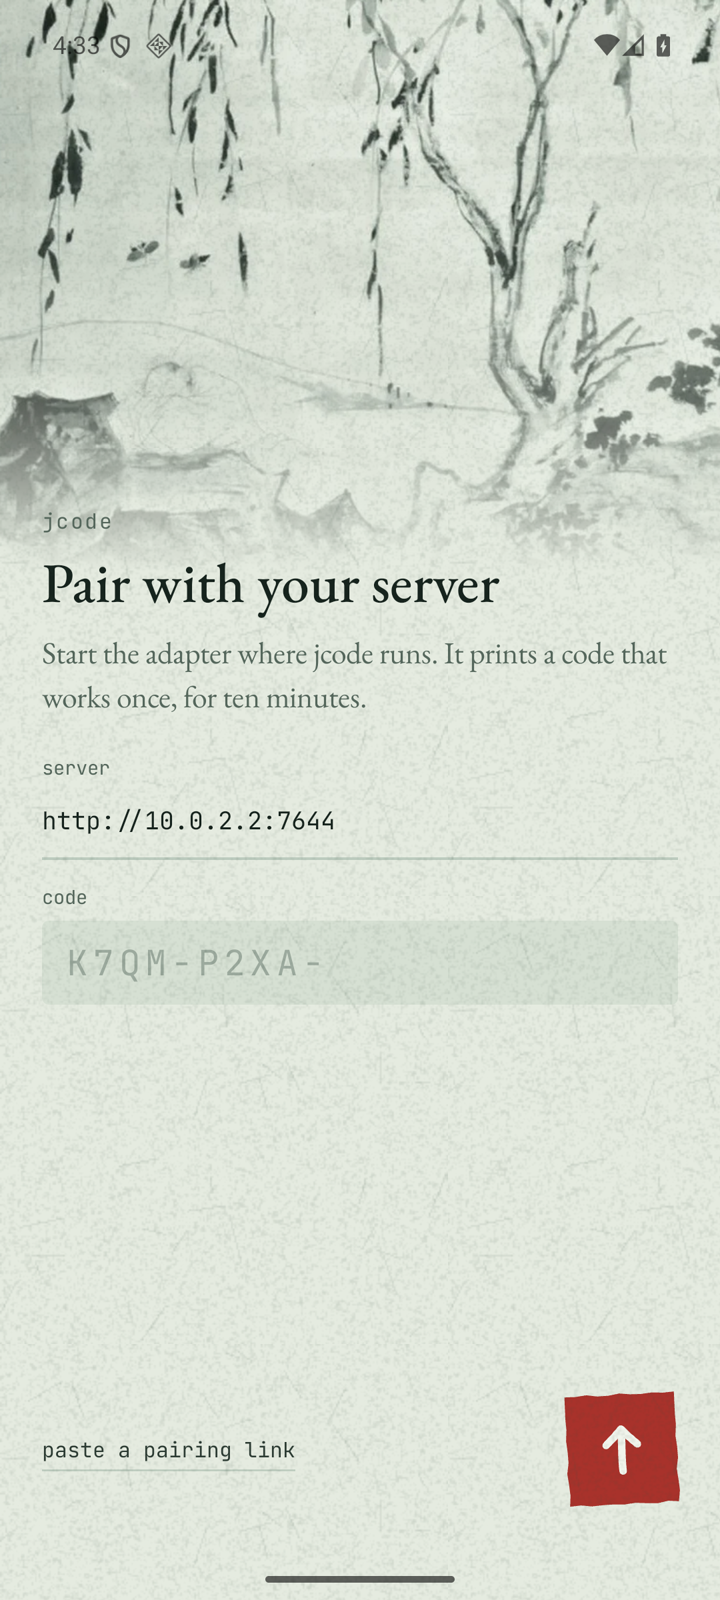 4:33
jcode
Pair with your server
Start the adapter where jcode runs. It prints a code that
works once, for ten minutes.
server
http://10.0.2.2:7644
code
K7QM-P2XA-
paste a pairing link